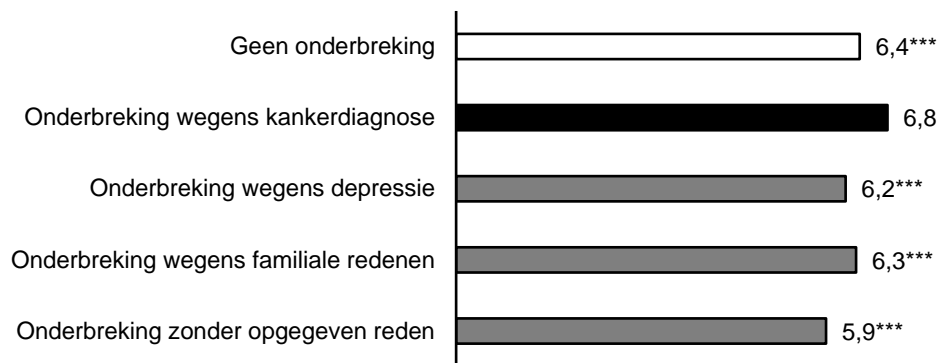 Geen onderbreking 6,4***
Onderbreking wegens kankerdiagnose 6,8
Onderbreking wegens depressie 6,2***
Onderbreking wegens familiale redenen 6,3***
Onderbreking zonder opgegeven reden 5,9***